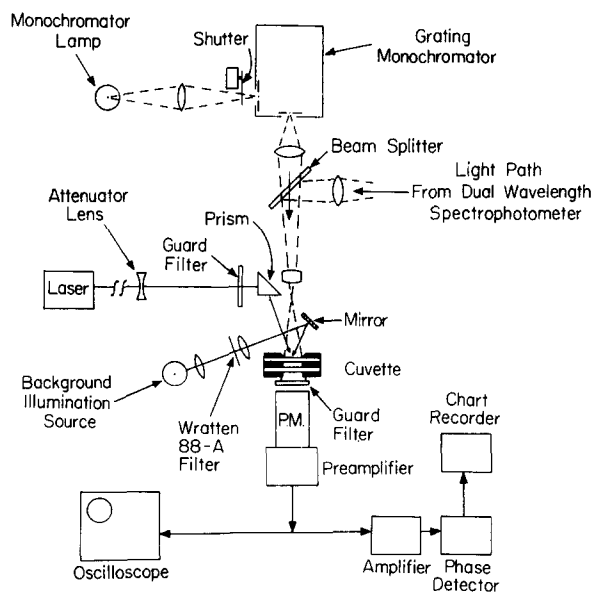 Monochromator
Lamp
Shutter
Grating
Monochromator
Beam Splitter
Light Path
From Dual Wavelength
Spectrophotometer
Attenuator
Lens
Prism
Guard
Filter
Laser
Mirror
Cuvette
Background
Illumination
Source
Wratten
88-A
Filter
P.M.
Guard
Filter
Chart
Recorder
Preamplifier
Oscilloscope
Amplifier
Phase
Detector